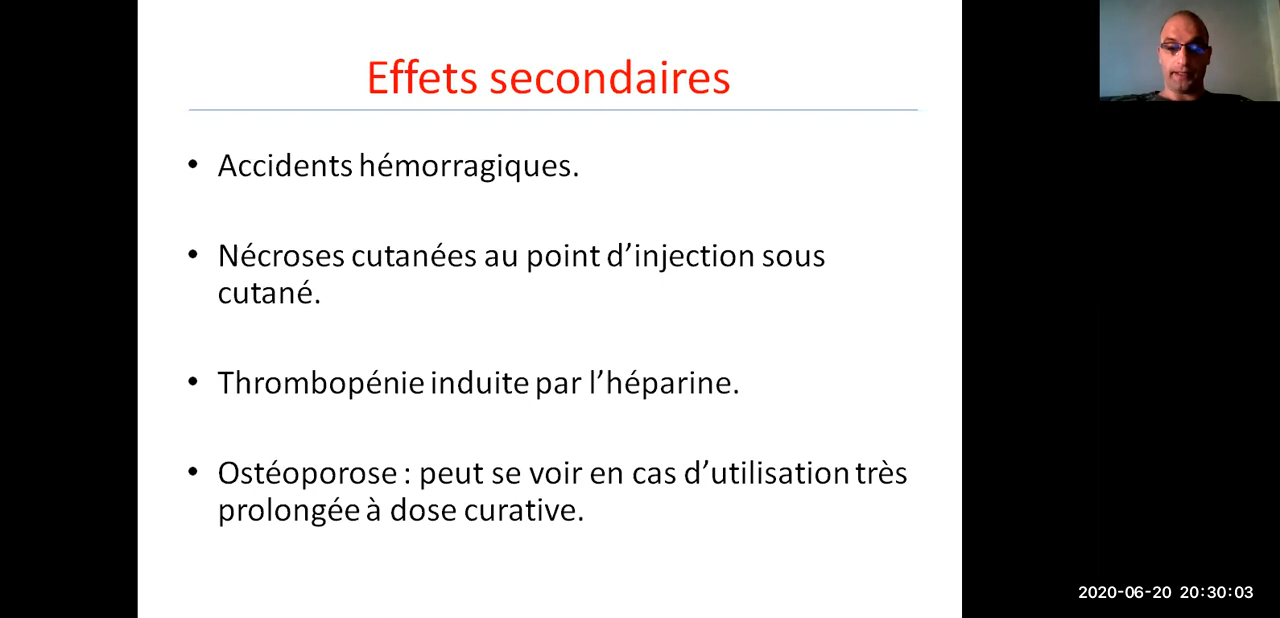 Effets secondaires
• Accidents hémorragiques.
• Nécroses cutanées au point d’injection sous
cutané.
• Thrombopénie induite par l’héparine.
• Ostéoporose : peut se voir en cas d’utilisation très
prolongée à dose curative.
2020-06-20 20:30:03